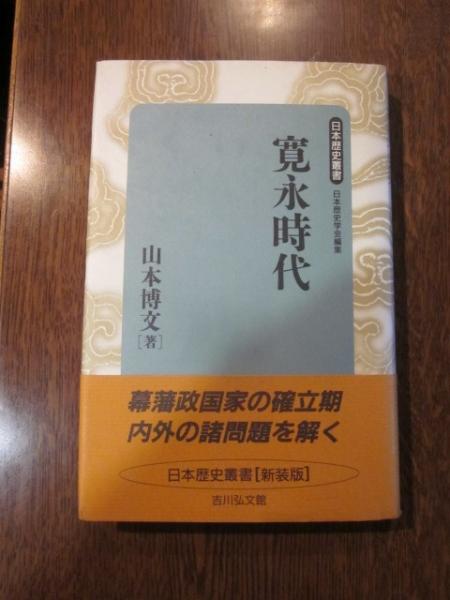 日本歴史叢書 日本歴史学会編集
寛永時代
山本博文[著]
幕藩政国家の確立期
内外の諸問題を解く
日本歴史叢書[新装版]
吉川弘文館